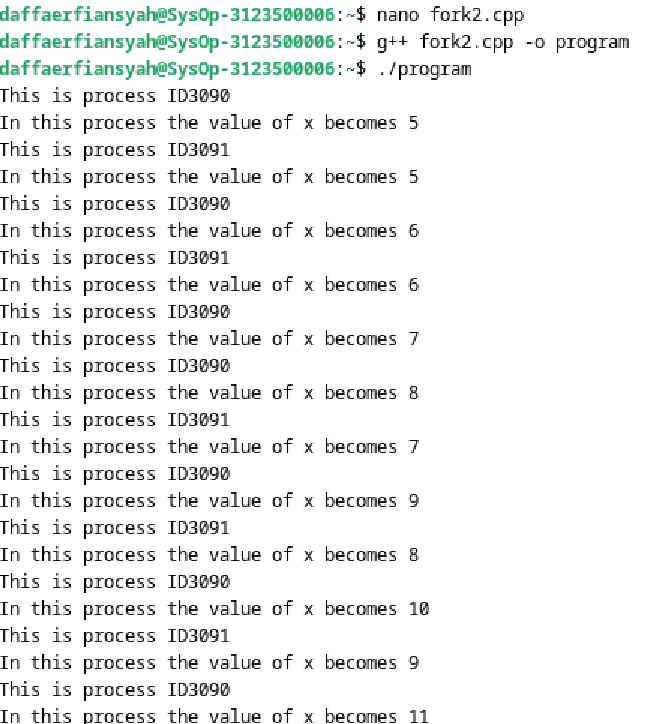 daffaerfiansyah@SysOp-3123500006:~$ nano fork2.cpp
daffaerfiansyah@SysOp-3123500006:~$ g++ fork2.cpp -o program
daffaerfiansyah@SysOp-3123500006:~$ ./program
This is process ID3090
In this process the value of x becomes 5
This is process ID3091
In this process the value of x becomes 5
This is process ID3090
In this process the value of x becomes 6
This is process ID3091
In this process the value of x becomes 6
This is process ID3090
In this process the value of x becomes 7
This is process ID3090
In this process the value of x becomes 8
This is process ID3091
In this process the value of x becomes 7
This is process ID3090
In this process the value of x becomes 9
This is process ID3091
In this process the value of x becomes 8
This is process ID3090
In this process the value of x becomes 10
This is process ID3091
In this process the value of x becomes 9
This is process ID3090
In this process the value of x becomes 11